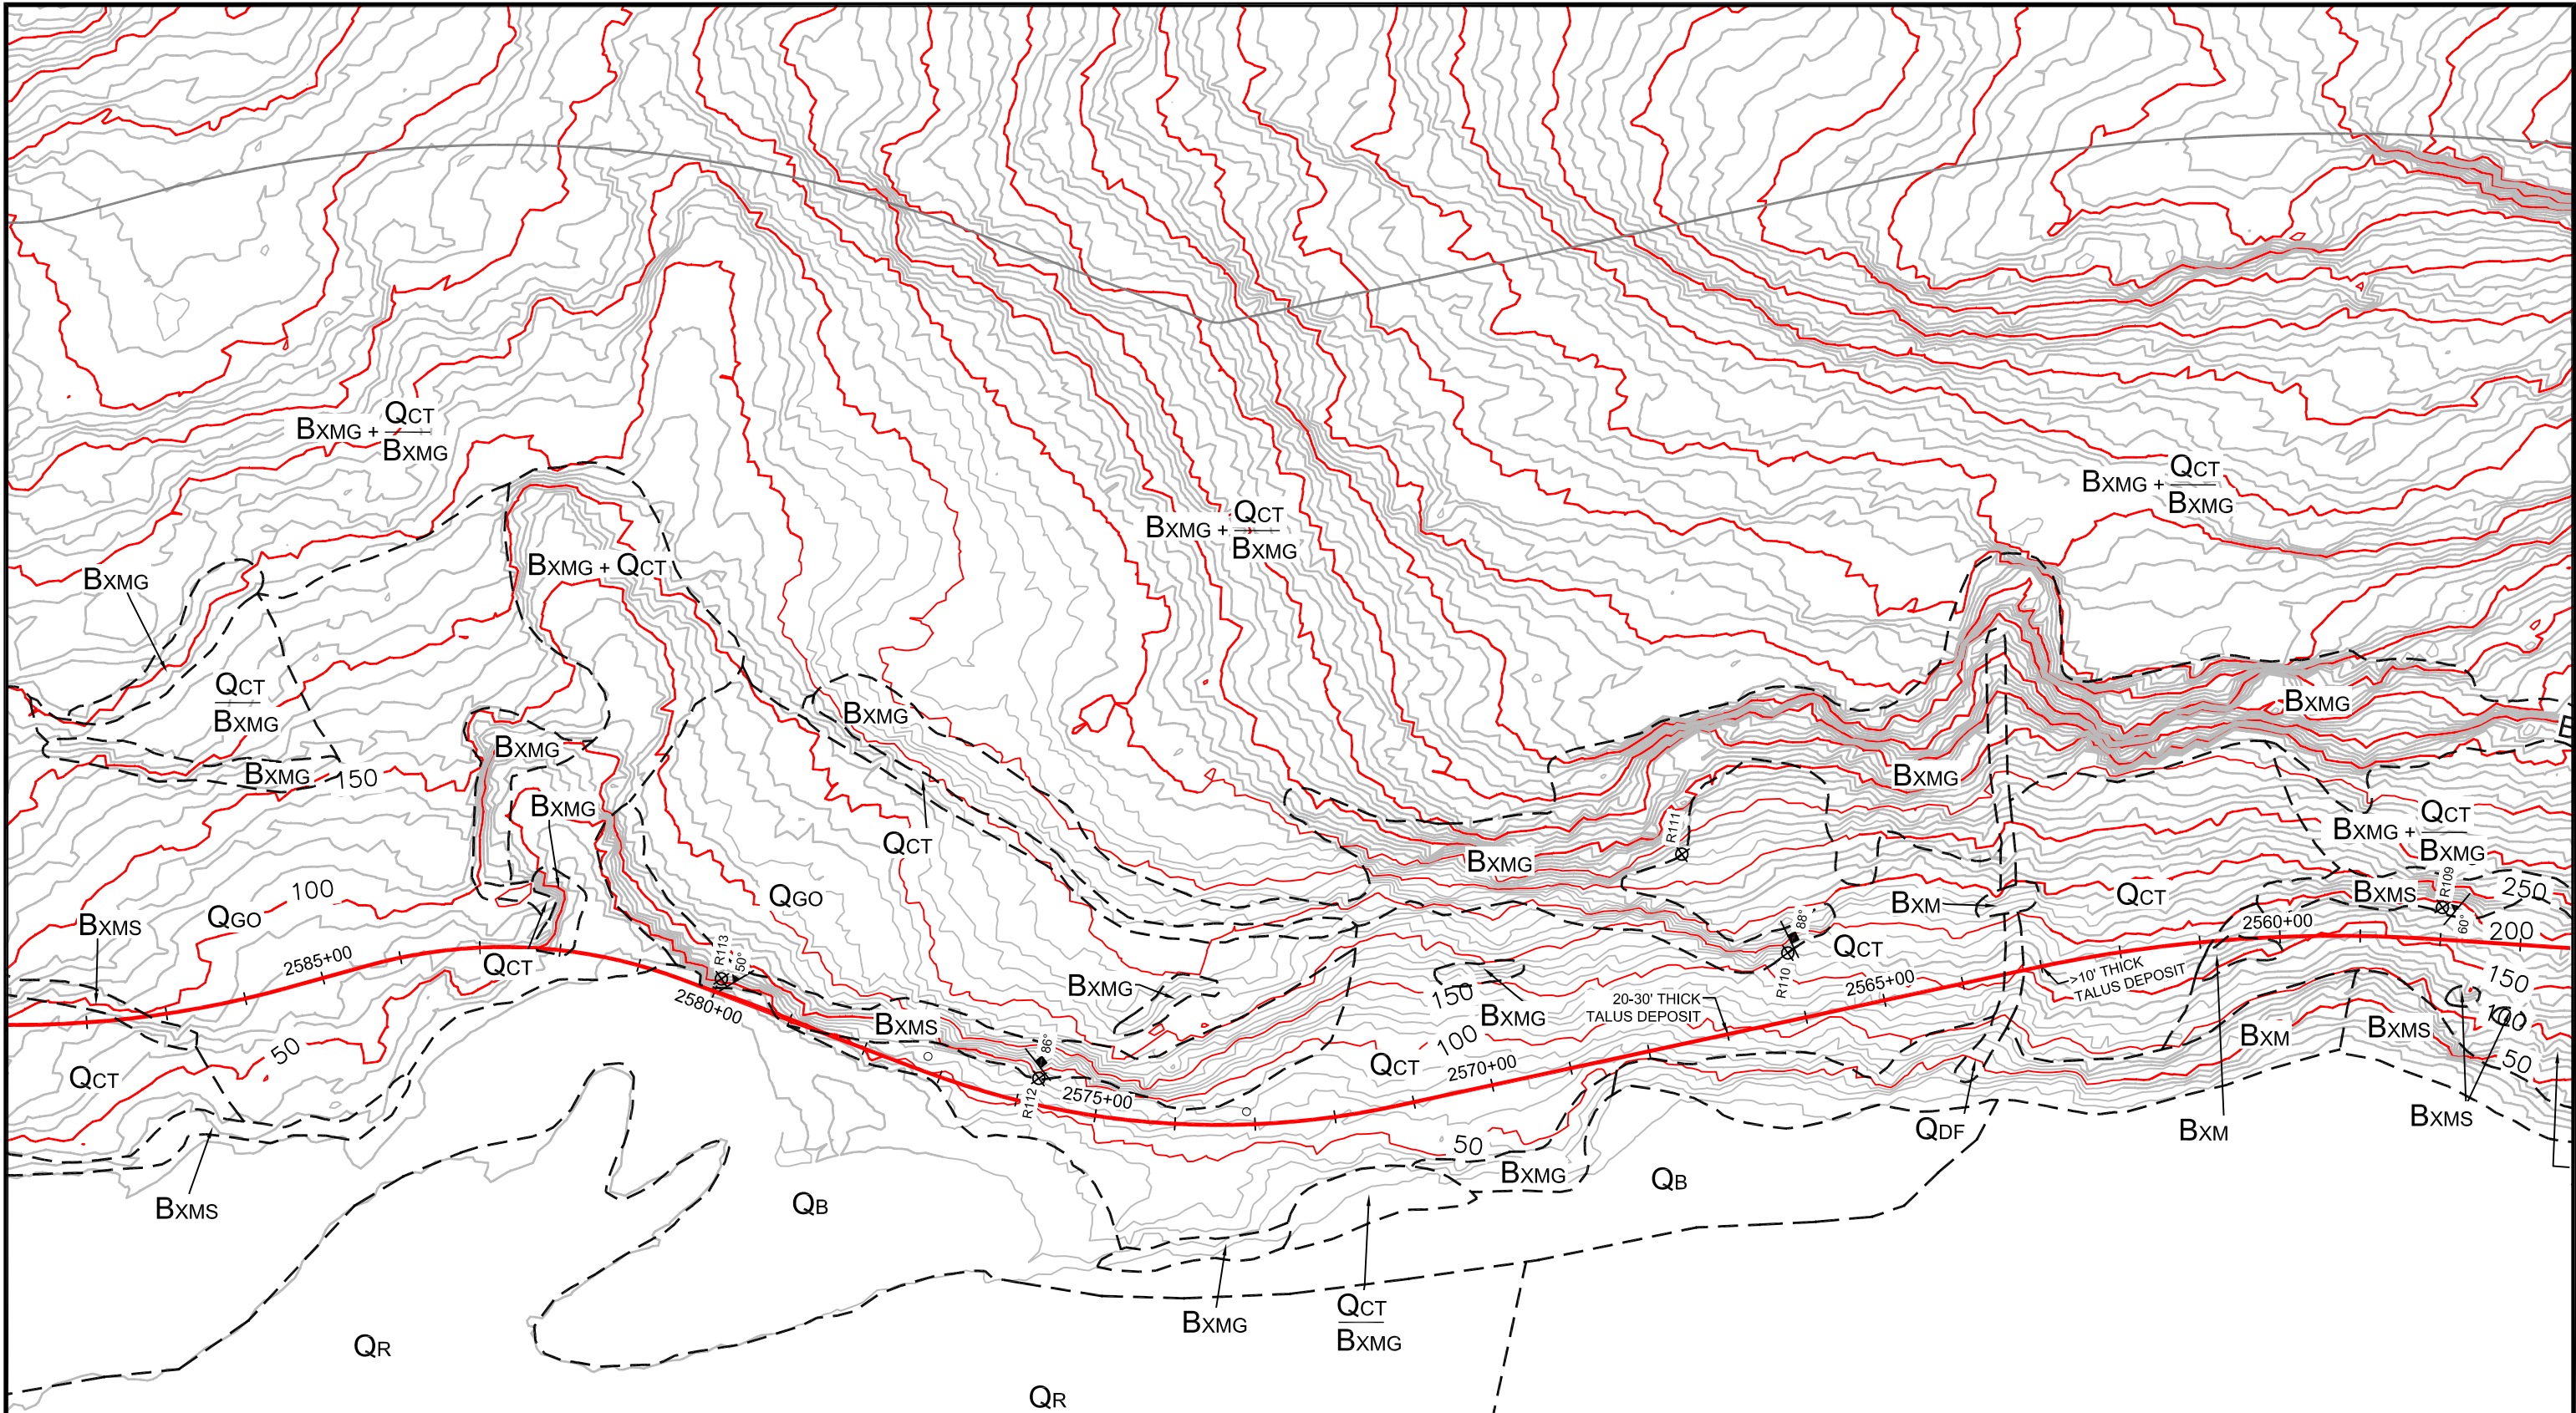 BXMG + QCT
BXMG
BXMG + QCT
BXMG
BXMG + QCT
BXMG
BXMG
BXMG + QCT
QCT
BXMG
BXMG
BXMG
BXMG
BXMG
BXMG
150
BXMG
BXMG
R111
QCT
BXMG
BXMG + QCT
BXMG
100
QGO
QGO
BXM
QCT
BXMS
R109
250
BXMS
88°
2560+00
60°
200
2585+00
QCT
R113
50°
QCT
R110
2565+00
>10' THICK
TALUS DEPOSIT
150
2580+00
BXMG
150
BXMG
20-30' THICK
TALUS DEPOSIT
100
BXMS
86°
100
BXM
BXMS
50
QCT
R112
2575+00
QCT
2570+00
50
BXMS
QDF
BXM
50
BXMG
BXMS
QB
QB
BXMG
QCT
BXMG
QR
QR